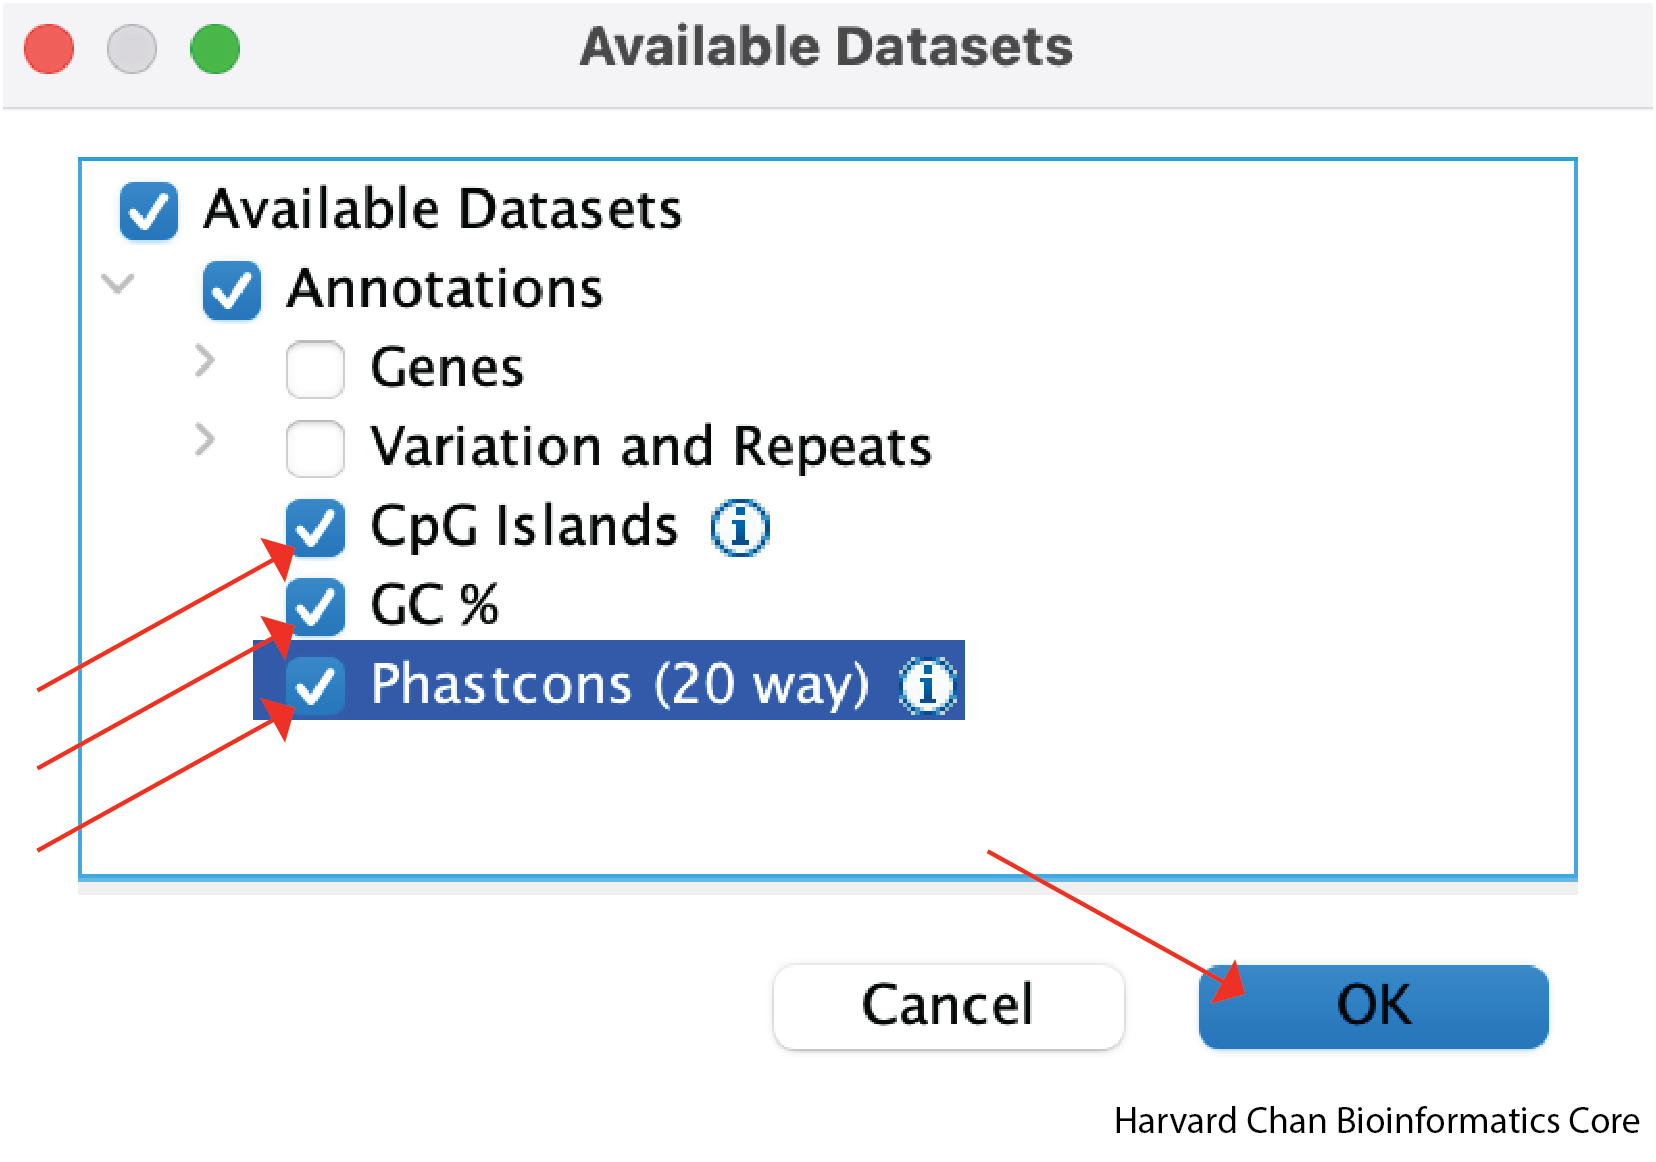 Available Datasets
Available Datasets
Annotations
Genes
Variation and Repeats
CpG Islands
GC %
Phastcons (20 way)
Cancel
OK
Harvard Chan Bioinformatics Core